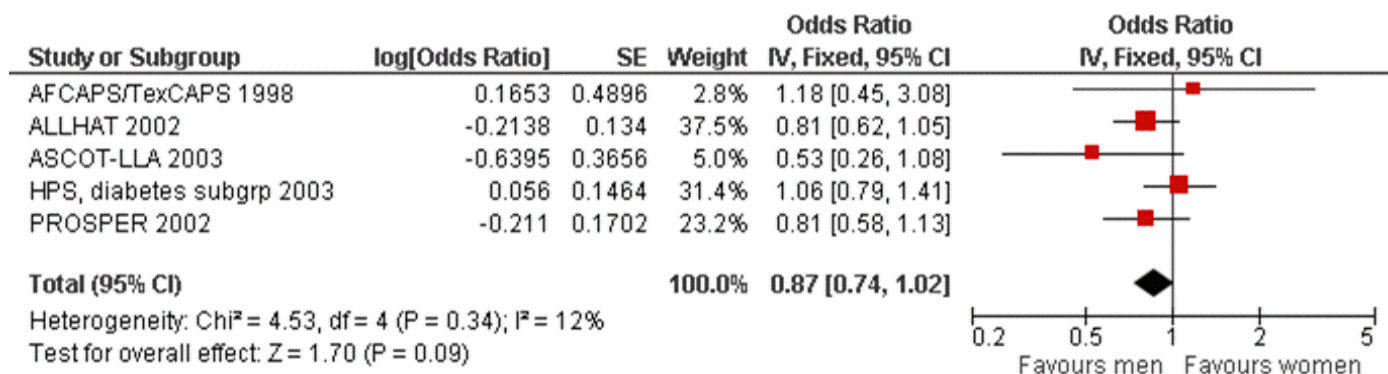 Odds Ratio Odds Ratio
Study or Subgroup log[Odds Ratio] SE Weight IV, Fixed, 95% CI IV, Fixed, 95% CI
AFCAPS/TexCAPS 1998 0.1653 0.4896 2.8% 1.18 [0.45, 3.08]
ALLHAT 2002 -0.2138 0.134 37.5% 0.81 [0.62, 1.05]
ASCOT-LLA 2003 -0.6395 0.3656 5.0% 0.53 [0.26, 1.08]
HPS, diabetes subgrp 2003 0.056 0.1464 31.4% 1.06 [0.79, 1.41]
PROSPER 2002 -0.211 0.1702 23.2% 0.81 [0.58, 1.13]
Total (95% CI) 100.0% 0.87 [0.74, 1.02]
Heterogeneity: Chi² = 4.53, df = 4 (P = 0.34); I² = 12%
Test for overall effect: Z = 1.70 (P = 0.09)
0.2 0.5 1 2 5
Favours men Favours women